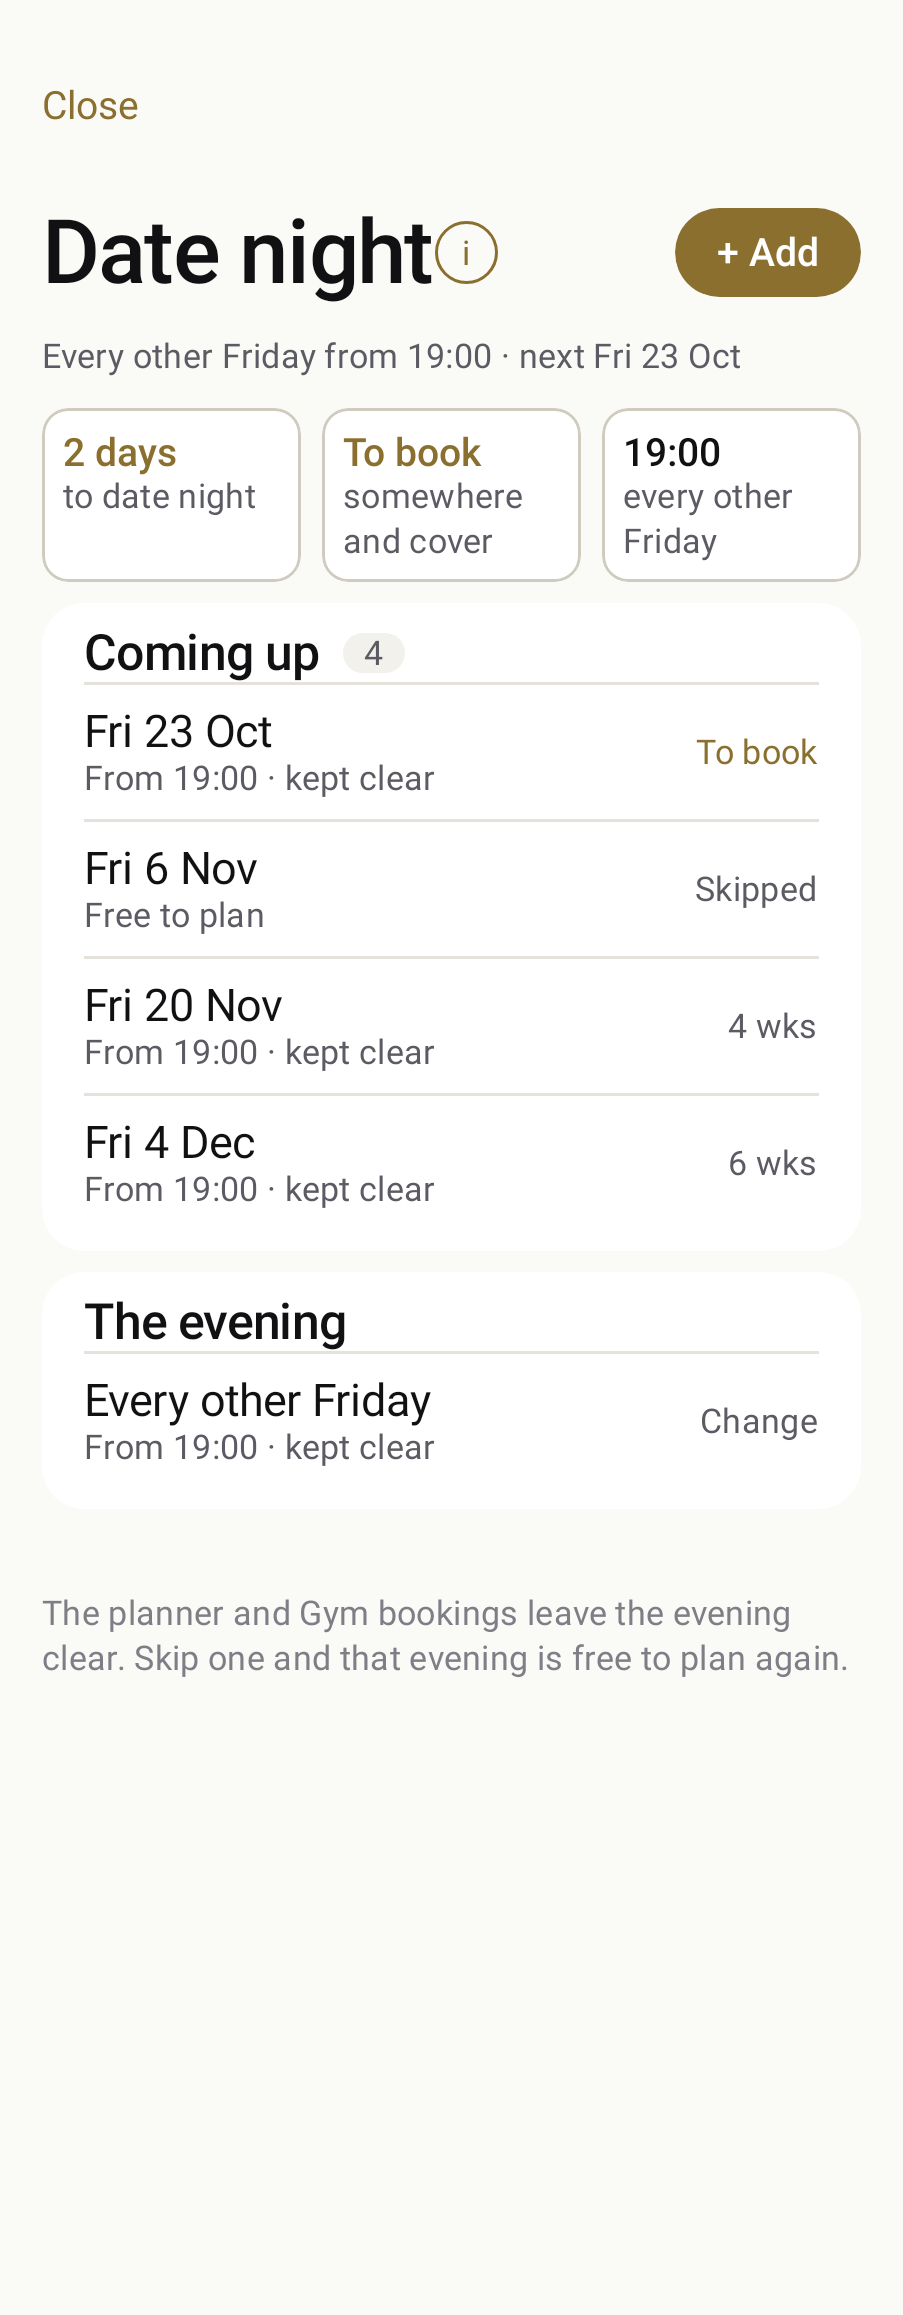 Close
Date night i
+ Add
Every other Friday from 19:00 · next Fri 23 Oct
2 days
to date night
To book
somewhere
and cover
19:00
every other
Friday
Coming up 4
Fri 23 Oct
From 19:00 · kept clear
To book
Fri 6 Nov
Free to plan
Skipped
Fri 20 Nov
From 19:00 · kept clear
4 wks
Fri 4 Dec
From 19:00 · kept clear
6 wks
The evening
Every other Friday
From 19:00 · kept clear
Change
The planner and Gym bookings leave the evening
clear. Skip one and that evening is free to plan again.